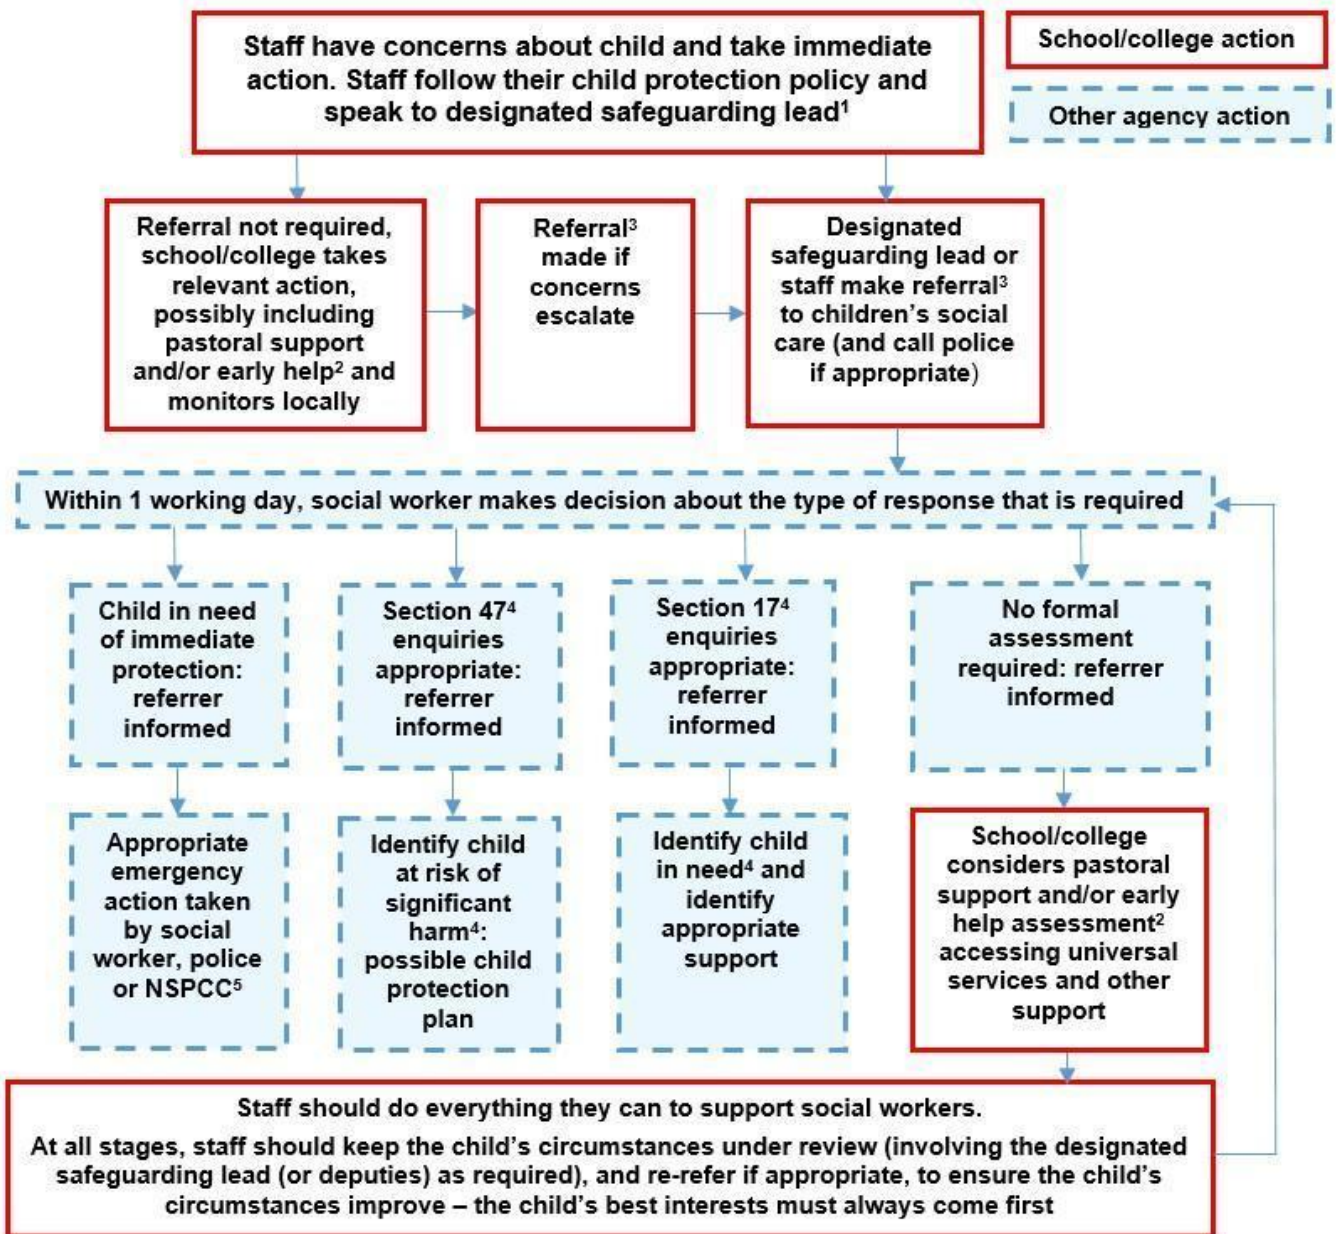 Staff have concerns about child and take immediate
action. Staff follow their child protection policy and
speak to designated safeguarding lead¹
School/college action
Other agency action
Referral not required,
school/college takes
relevant action,
possibly including
pastoral support
and/or early help² and
monitors locally
Referral³
made if
concerns
escalate
Designated
safeguarding lead or
staff make referral³
to children’s social
care (and call police
if appropriate)
Within 1 working day, social worker makes decision about the type of response that is required
Child in need
of immediate
protection:
referrer
informed
Section 47⁴
enquiries
appropriate:
referrer
informed
Section 17⁴
enquiries
appropriate:
referrer
informed
No formal
assessment
required: referrer
informed
Appropriate
emergency
action taken
by social
worker, police
or NSPCC⁵
Identify child
at risk of
significant
harm⁴:
possible child
protection
plan
Identify child
in need⁴ and
identify
appropriate
support
School/college
considers pastoral
support and/or early
help assessment²
accessing universal
services and other
support
Staff should do everything they can to support social workers.
At all stages, staff should keep the child’s circumstances under review (involving the designated
safeguarding lead (or deputies) as required), and re-refer if appropriate, to ensure the child’s
circumstances improve – the child’s best interests must always come first